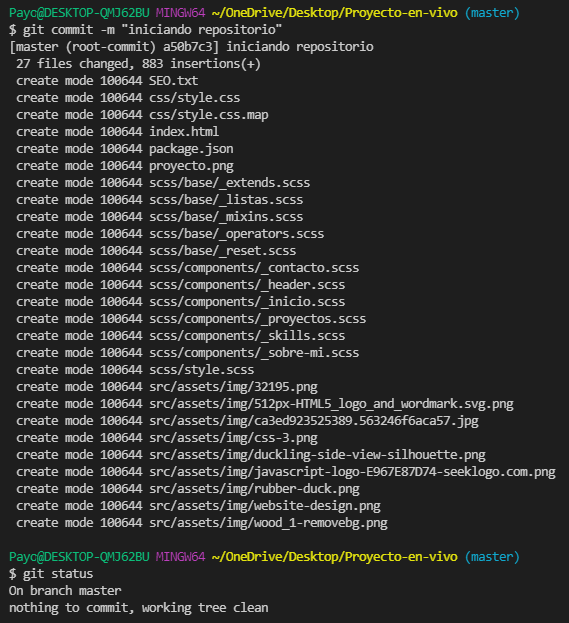 Payc@DESKTOP-QMJ62BU MINGW64 ~/OneDrive/Desktop/Proyecto-en-vivo (master)
$ git commit -m "iniciando repositorio"
[master (root-commit) a50b7c3] iniciando repositorio
 27 files changed, 883 insertions(+)
 create mode 100644 SEO.txt
 create mode 100644 css/style.css
 create mode 100644 css/style.css.map
 create mode 100644 index.html
 create mode 100644 package.json
 create mode 100644 proyecto.png
 create mode 100644 scss/base/_extends.scss
 create mode 100644 scss/base/_listas.scss
 create mode 100644 scss/base/_mixins.scss
 create mode 100644 scss/base/_operators.scss
 create mode 100644 scss/base/_reset.scss
 create mode 100644 scss/components/_contacto.scss
 create mode 100644 scss/components/_header.scss
 create mode 100644 scss/components/_inicio.scss
 create mode 100644 scss/components/_proyectos.scss
 create mode 100644 scss/components/_skills.scss
 create mode 100644 scss/components/_sobre-mi.scss
 create mode 100644 scss/style.scss
 create mode 100644 src/assets/img/32195.png
 create mode 100644 src/assets/img/512px-HTML5_logo_and_wordmark.svg.png
 create mode 100644 src/assets/img/ca3ed923525389.563246f6aca57.jpg
 create mode 100644 src/assets/img/css-3.png
 create mode 100644 src/assets/img/duckling-side-view-silhouette.png
 create mode 100644 src/assets/img/javascript-logo-E967E87D74-seeklogo.com.png
 create mode 100644 src/assets/img/rubber-duck.png
 create mode 100644 src/assets/img/website-design.png
 create mode 100644 src/assets/img/wood_1-removebg.png
Payc@DESKTOP-QMJ62BU MINGW64 ~/OneDrive/Desktop/Proyecto-en-vivo (master)
$ git status
On branch master
nothing to commit, working tree clean